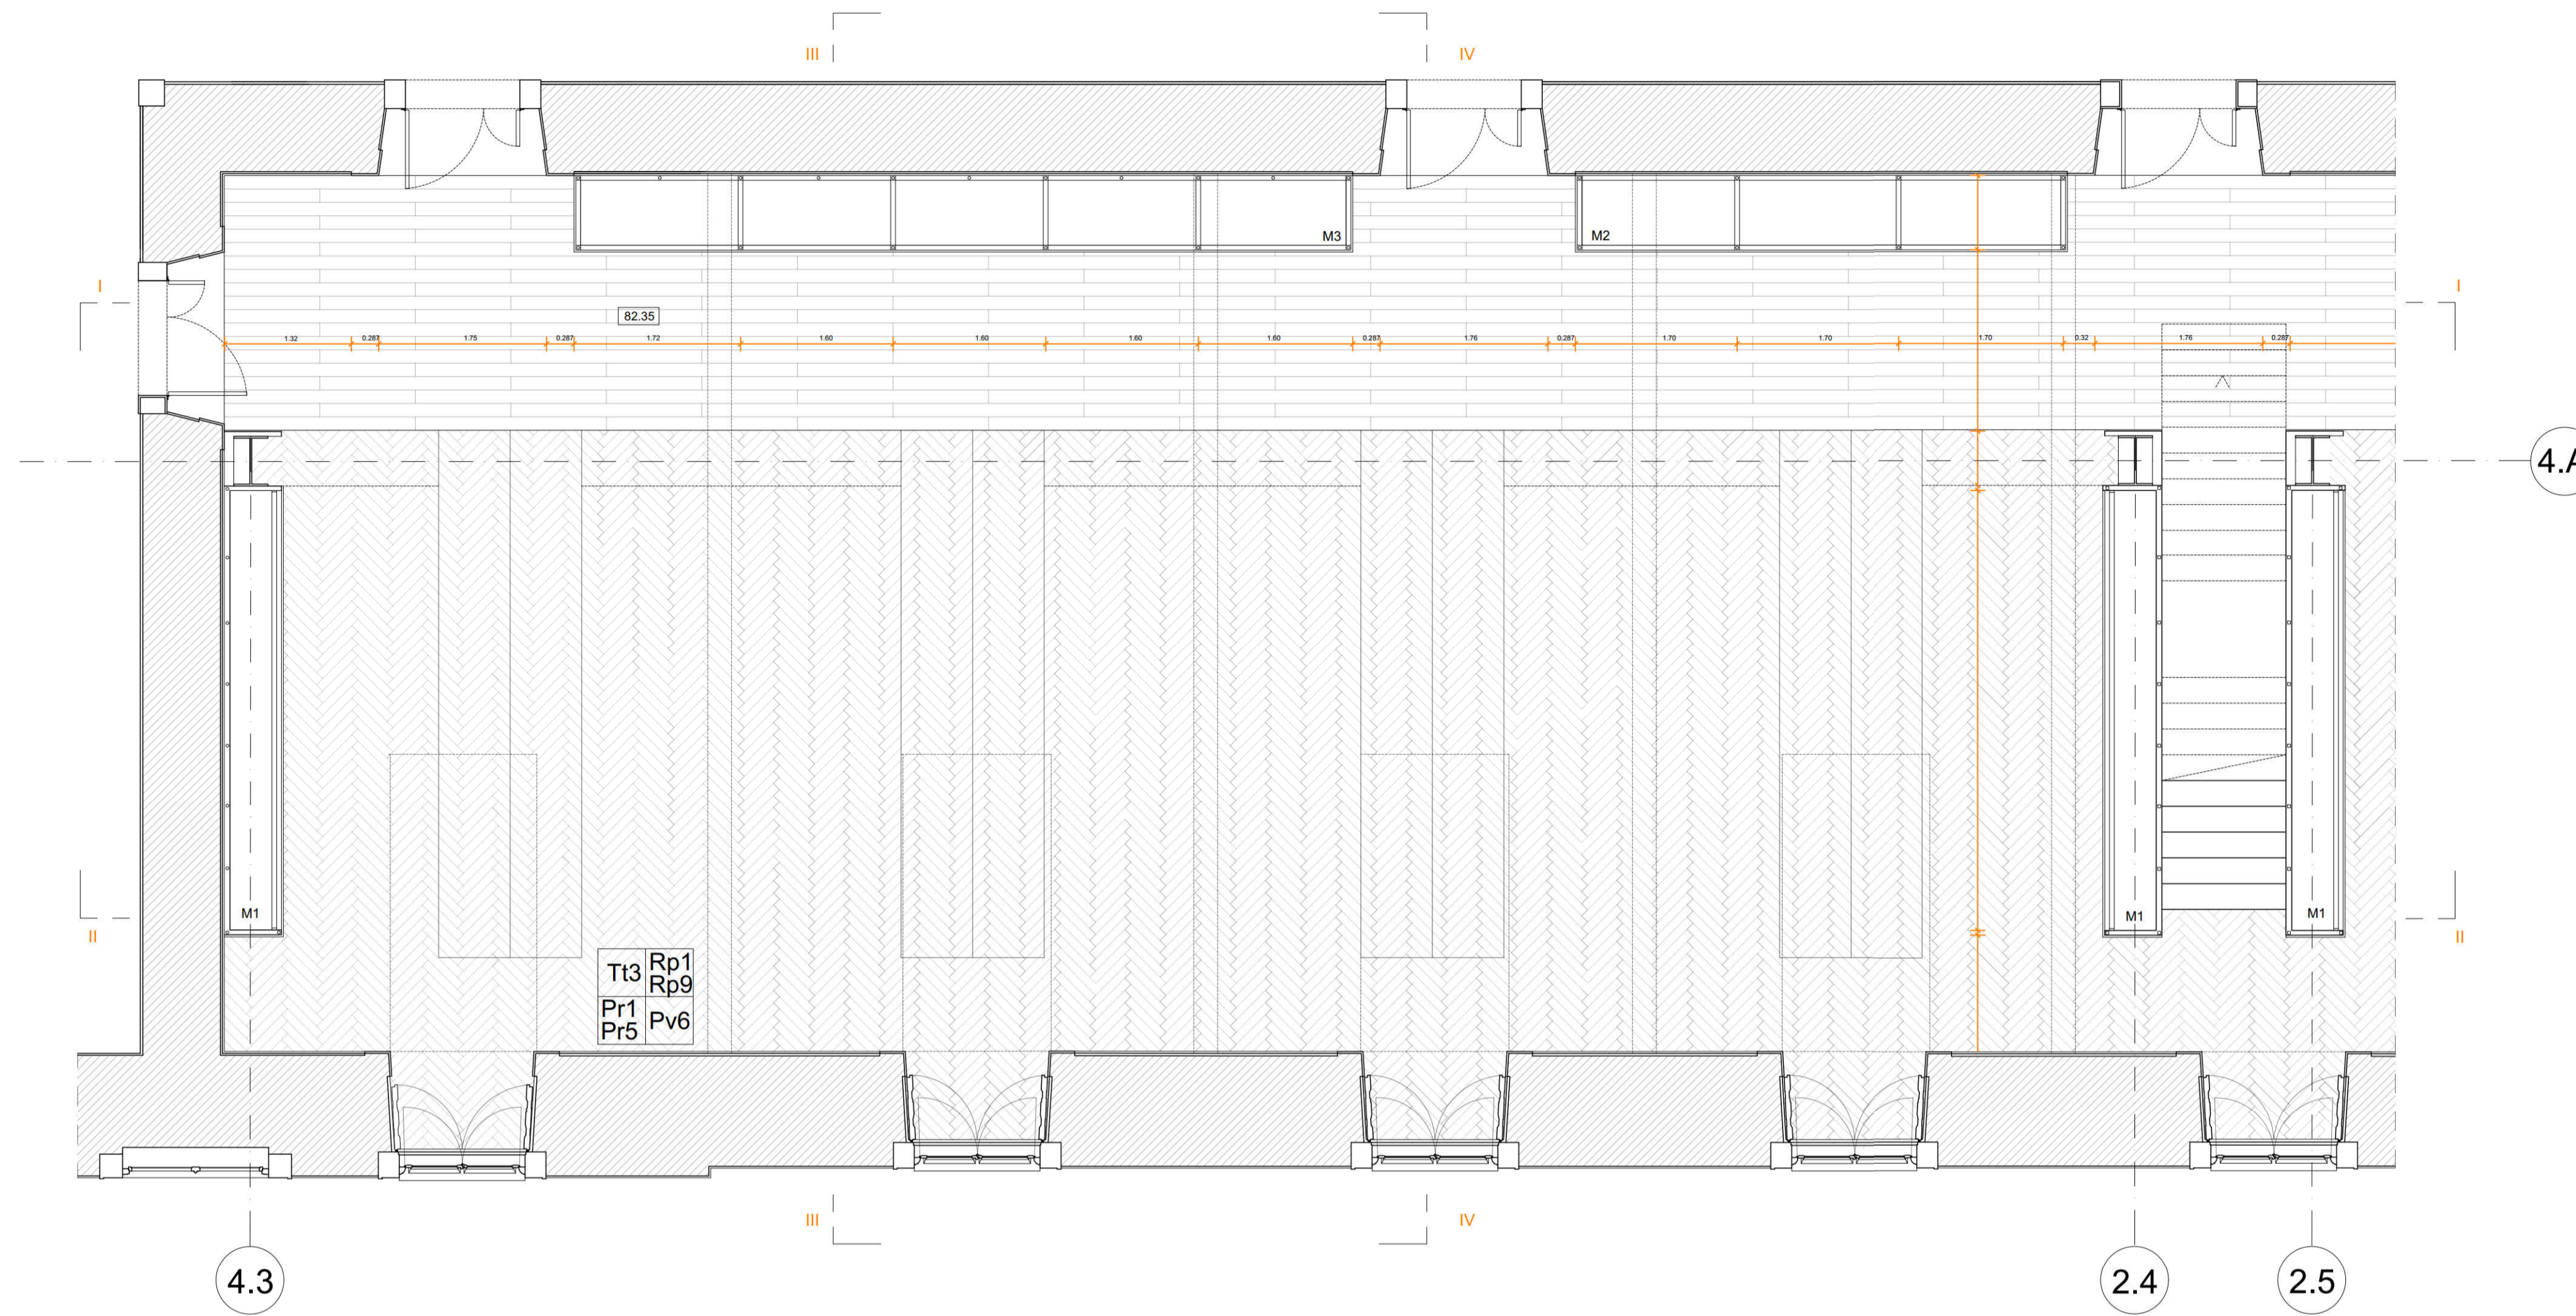 III IV
M3 M2
I I
82.35
1.32 0.287 1.75 0.287 1.72 1.60 1.60 1.60 1.60 0.287 1.76 0.287 1.70 1.70 1.70 0.32 1.76 0.287
4.A
M1 M1 M1
II II
Tt3 Rp1
Rp9
Pr1
Pr5 Pv6
III IV
4.3 2.4 2.5